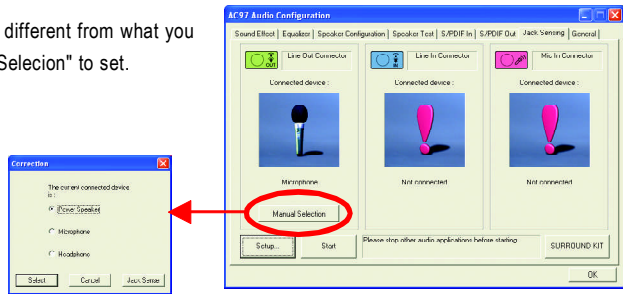 different from what you
Selecion" to set.
AC97 Audio Configuration
Sound Effect | Equalizer | Speaker Configuration | Speaker Test | S/PDIF In | S/PDIF Out | Jack Sensing | General
OUT Line Out Connector
IN Line In Connector
Mic In Connector
Connected device :
Connected device :
Connected device :
Microphone
Not connected
Not connected
Manual Selection
Setup...
Start
Please stop other audio applications before starting
SURROUND KIT
OK
Correction
The current connected device
is :
Power Speaker
Microphone
Headphone
Select
Cancel
Jack Sense